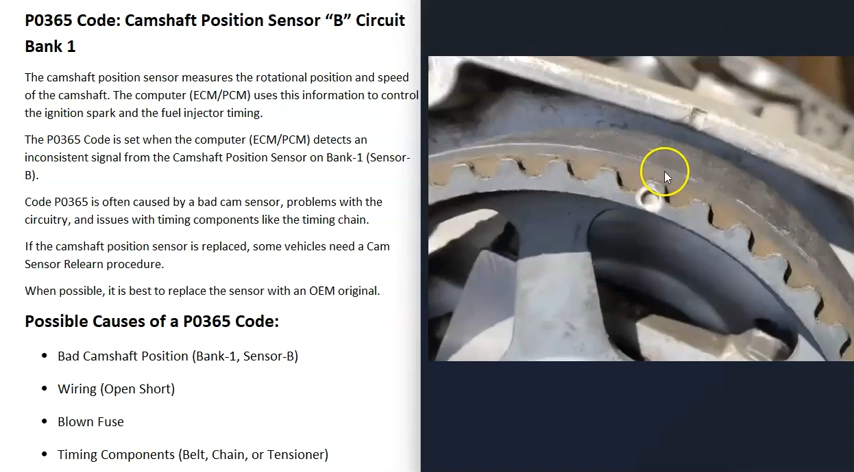 P0365 Code: Camshaft Position Sensor “B” Circuit
Bank 1
The camshaft position sensor measures the rotational position and speed
of the camshaft. The computer (ECM/PCM) uses this information to control
the ignition spark and the fuel injector timing.
The P0365 Code is set when the computer (ECM/PCM) detects an
inconsistent signal from the Camshaft Position Sensor on Bank-1 (Sensor-
B).
Code P0365 is often caused by a bad cam sensor, problems with the
circuitry, and issues with timing components like the timing chain.
If the camshaft position sensor is replaced, some vehicles need a Cam
Sensor Relearn procedure.
When possible, it is best to replace the sensor with an OEM original.
Possible Causes of a P0365 Code:
• Bad Camshaft Position (Bank-1, Sensor-B)
• Wiring (Open Short)
• Blown Fuse
• Timing Components (Belt, Chain, or Tensioner)